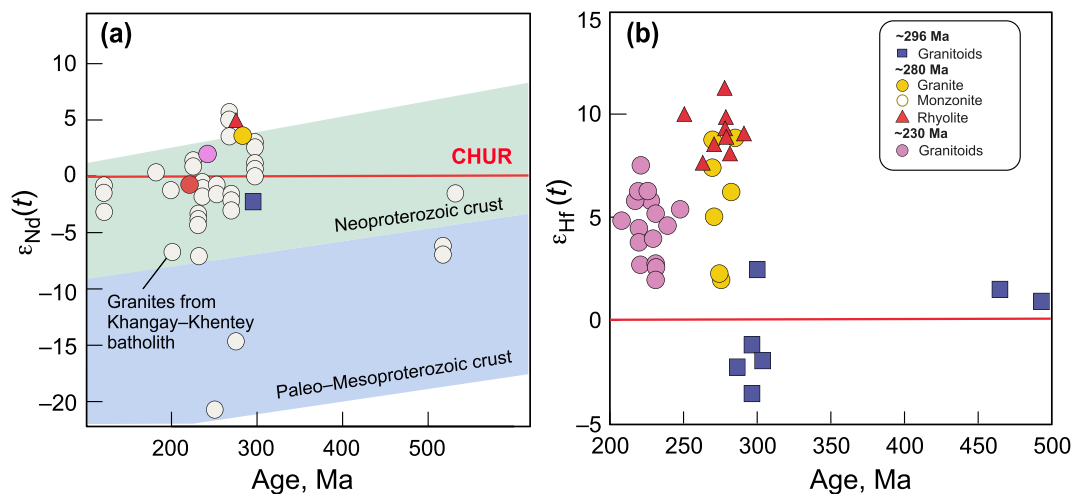 (a)
10
5
0
−5
−10
−15
−20
εNd(t)
CHUR
Neoproterozoic crust
Granites from
Khangay–Khentey
batholith
Paleo–Mesoproterozoic crust
200
300
400
500
Age, Ma
(b)
15
10
5
0
−5
εHf(t)
~296 Ma
Granitoids
~280 Ma
Granite
Monzonite
Rhyolite
~230 Ma
Granitoids
200
250
300
350
400
450
500
Age, Ma